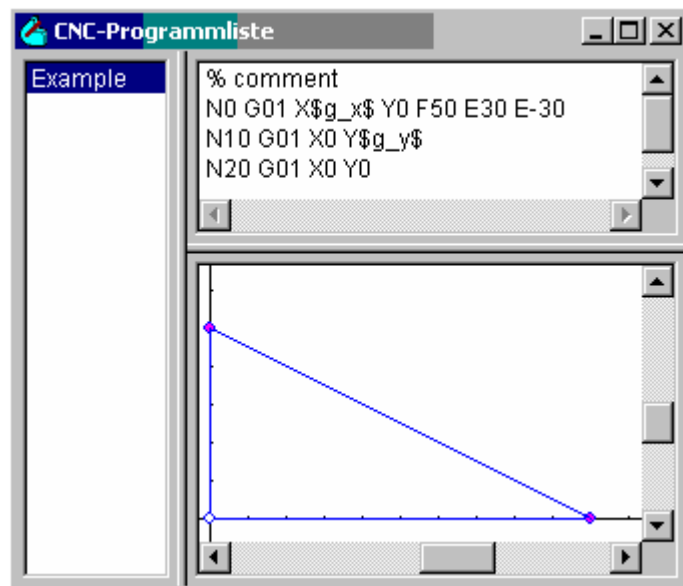 CNC-Programmliste
Example
% comment
N0 G01 X$g_x$ Y0 F50 E30 E-30
N10 G01 X0 Y$g_y$
N20 G01 X0 Y0